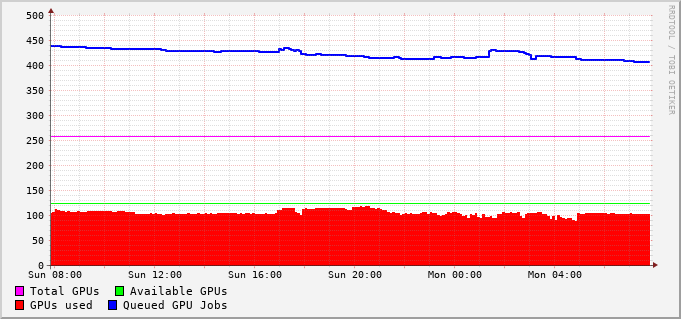 500
450
400
350
300
250
200
150
100
50
0
Sun 08:00 Sun 12:00 Sun 16:00 Sun 20:00 Mon 00:00 Mon 04:00
Total GPUs Available GPUs
GPUs used Queued GPU Jobs
RRDTOOL / TOBI OETIKER